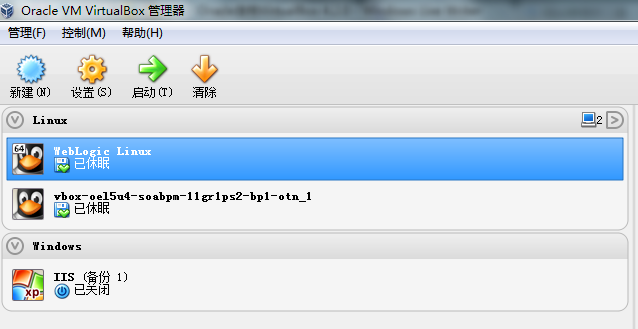 Oracle VM VirtualBox 管理器
管理(F) 控制(M) 帮助(H)
新建(N) 设置(S) 启动(T) 清除
Linux 2
64 WebLogic Linux
已休眠
vbox-oel5u4-soabpm-11gr1ps2-bp1-otn_1
已休眠
Windows
IIS (备份 1)
xp 已关闭